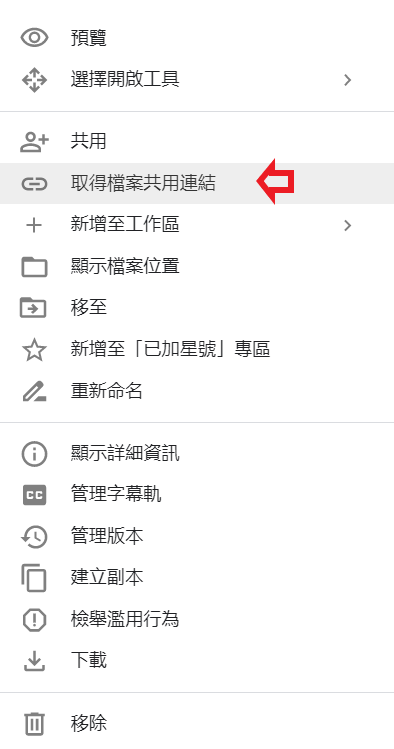 預覽
選擇開啟工具
共用
取得檔案共用連結
新增至工作區
顯示檔案位置
移至
新增至「已加星號」專區
重新命名
顯示詳細資訊
CC
管理字幕軌
管理版本
建立副本
檢舉濫用行為
下載
移除